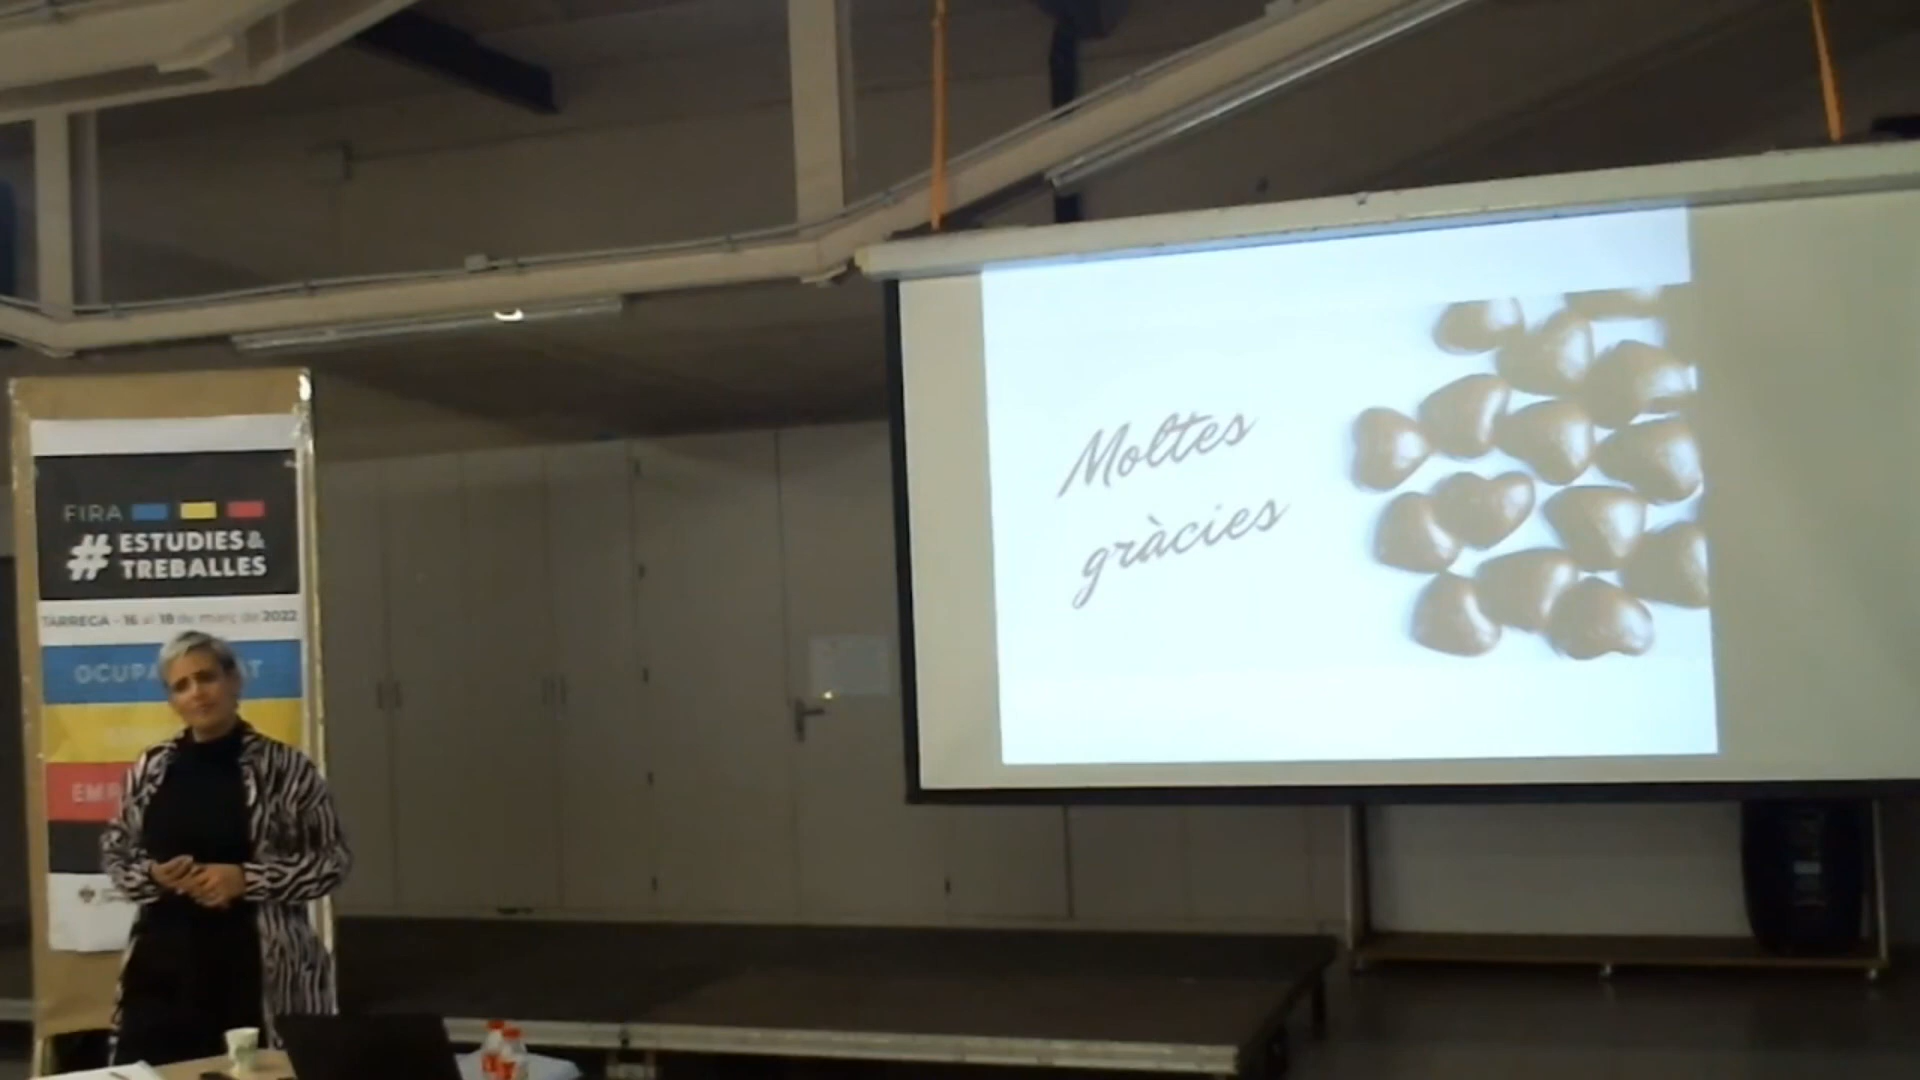 FIRA
# ESTUDIES &
TREBALLES
TÀRREGA - 16 al 18 de març de 2022
Moltes
gràcies